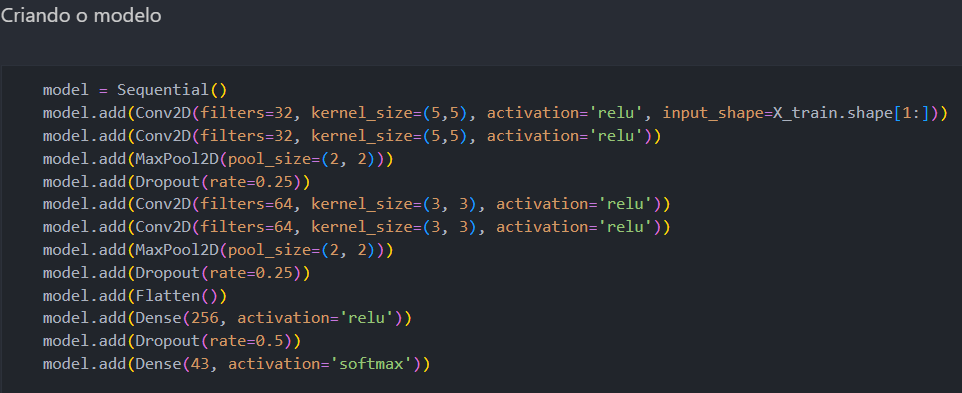 Criando o modelo
model = Sequential()
model.add(Conv2D(filters=32, kernel_size=(5,5), activation='relu', input_shape=X_train.shape[1:]))
model.add(Conv2D(filters=32, kernel_size=(5,5), activation='relu'))
model.add(MaxPool2D(pool_size=(2, 2)))
model.add(Dropout(rate=0.25))
model.add(Conv2D(filters=64, kernel_size=(3, 3), activation='relu'))
model.add(Conv2D(filters=64, kernel_size=(3, 3), activation='relu'))
model.add(MaxPool2D(pool_size=(2, 2)))
model.add(Dropout(rate=0.25))
model.add(Flatten())
model.add(Dense(256, activation='relu'))
model.add(Dropout(rate=0.5))
model.add(Dense(43, activation='softmax'))